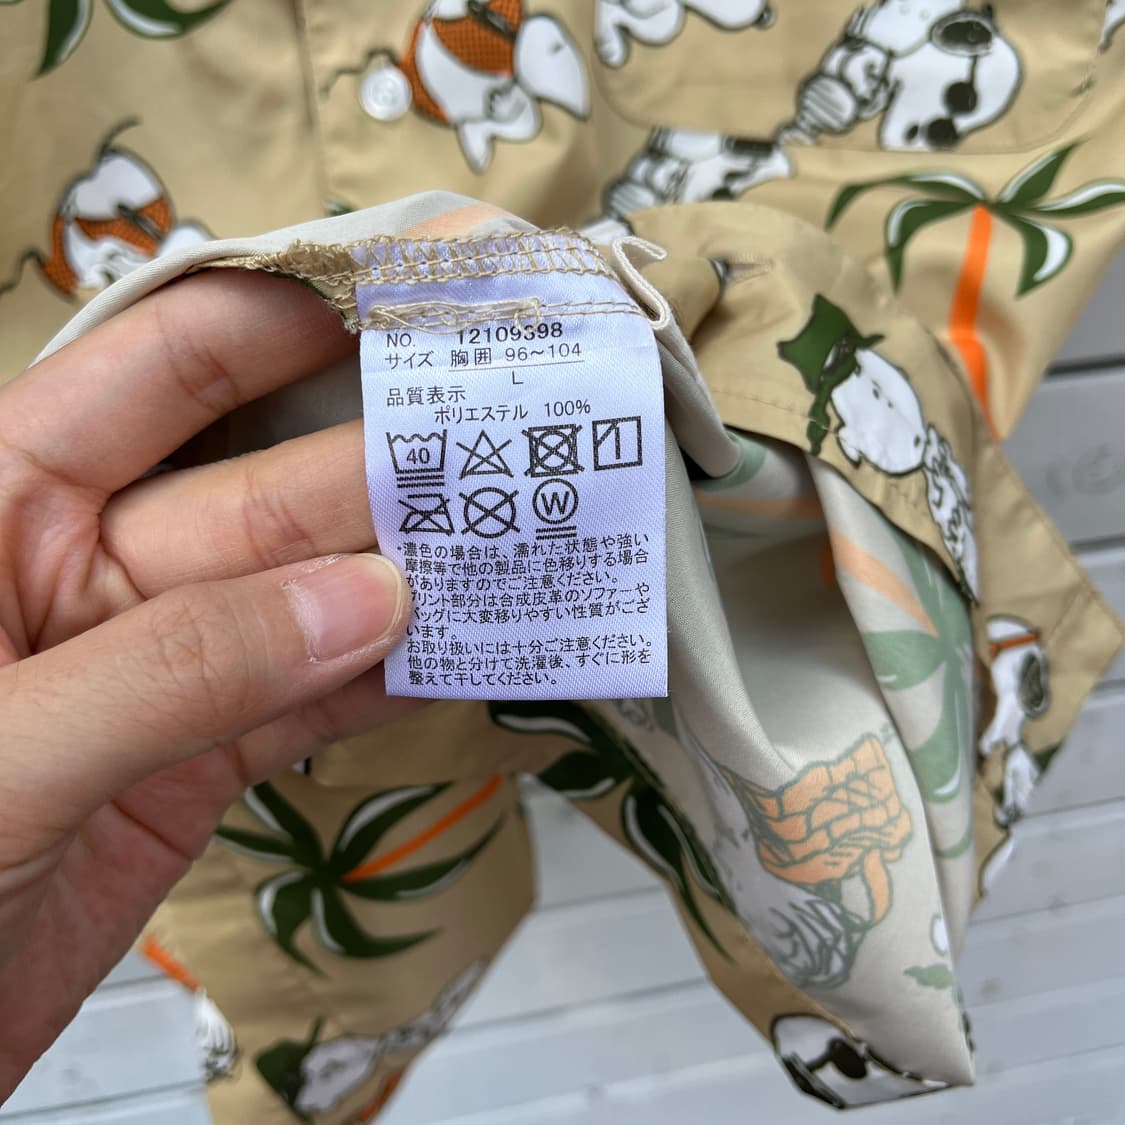 NO. 12109398
サイズ 胸囲 96～104
L
品質表示
ポリエステル 100%
40
W
*濃色の場合は、濡れた状態や強い
摩擦等で他の製品に色移りする場合
がありますのでご注意ください。
プリント部分は合成皮革のソファーや
バッグに大変移りやすい性質がござ
います。
お取り扱いには十分ご注意ください。
他の物と分けて洗濯後、すぐに形を
整えて干してください。